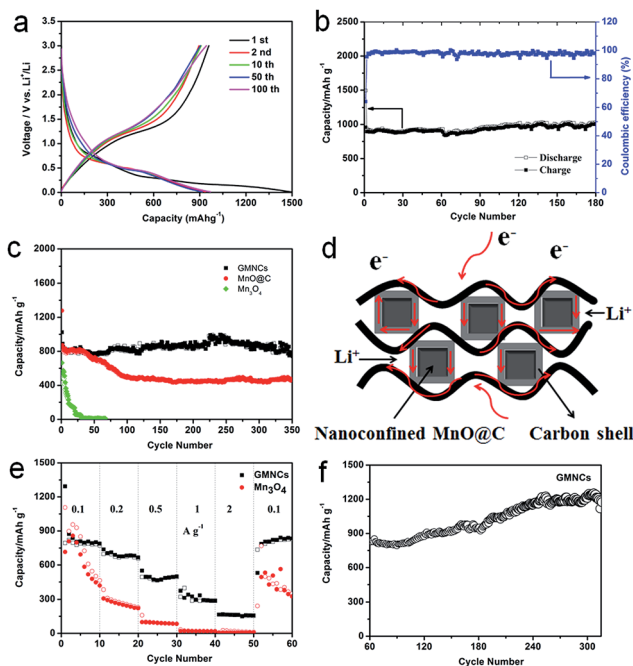 a
Voltage / V vs. Li⁺/Li
3.5
3.0
2.5
2.0
1.5
1.0
0.5
0.0
1 st
2 nd
10 th
50 th
100 th
0 300 600 900 1200 1500
Capacity (mAhg⁻¹)
b
Capacity/mAh g⁻¹
2500
2000
1500
1000
500
0
Discharge
Charge
120
100
80
60
40
20
0
Coulombic efficiency (%)
0 30 60 90 120 150 180
Cycle Number
c
Capacity/mAh g⁻¹
2000
1600
1200
800
400
0
GMNCs
MnO@C
Mn₃O₄
0 50 100 150 200 250 300 350
Cycle Number
d
e⁻
e⁻
e⁻
Li⁺
Li⁺
Nanoconfined MnO@C
Carbon shell
e
Capacity/mAh g⁻¹
1500
1200
900
600
300
0
GMNCs
Mn₃O₄
0.1 0.2 0.5 1 2 0.1
A g⁻¹
0 10 20 30 40 50 60
Cycle Number
f
Capacity/mAh g⁻¹
1500
1200
900
600
300
0
GMNCs
60 120 180 240 300
Cycle Number